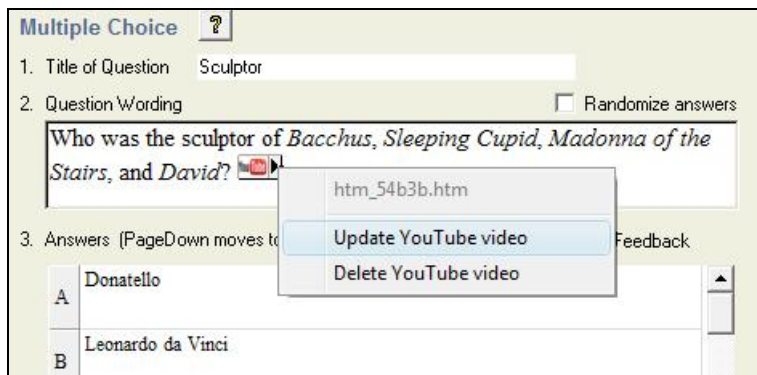 Multiple Choice ?
1. Title of Question Sculptor
2. Question Wording Randomize answers
Who was the sculptor of Bacchus, Sleeping Cupid, Madonna of the
Stairs, and David? You Tube
htm_54b3b.htm
Update YouTube video
Delete YouTube video
3. Answers (PageDown moves to Feedback
A Donatello
B Leonardo da Vinci